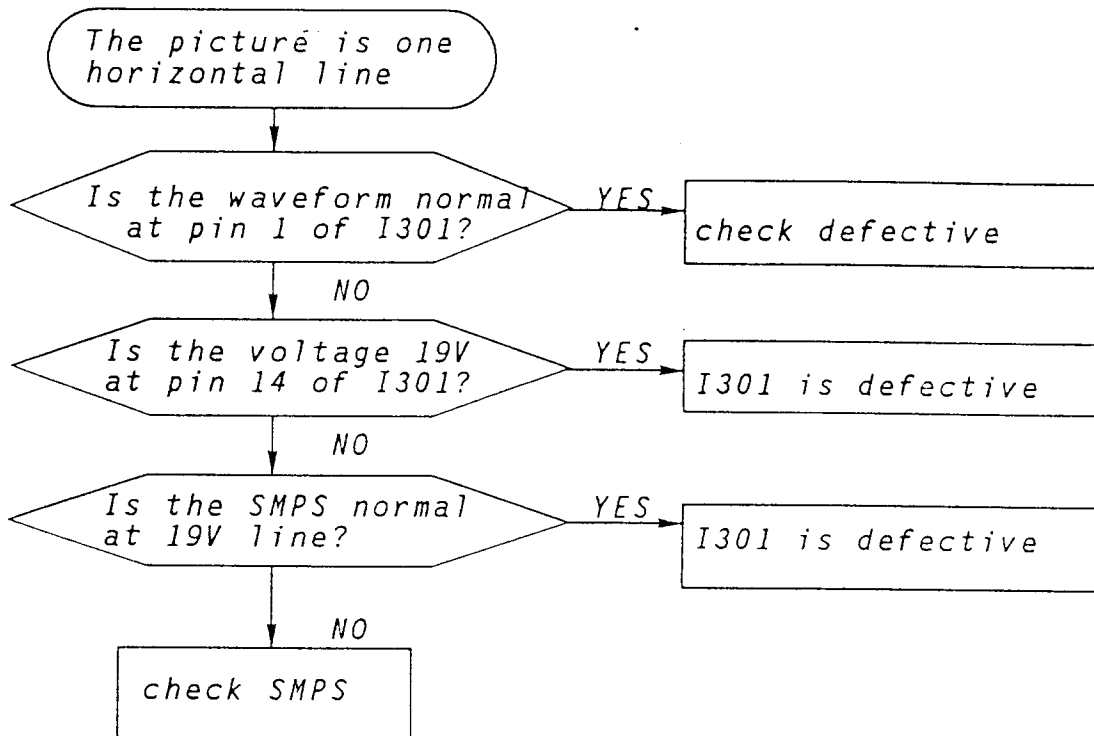 The picture is one
horizontal line
Is the waveform normal
at pin 1 of I301?
YES
check defective
NO
Is the voltage 19V
at pin 14 of I301?
YES
I301 is defective
NO
Is the SMPS normal
at 19V line?
YES
I301 is defective
NO
check SMPS